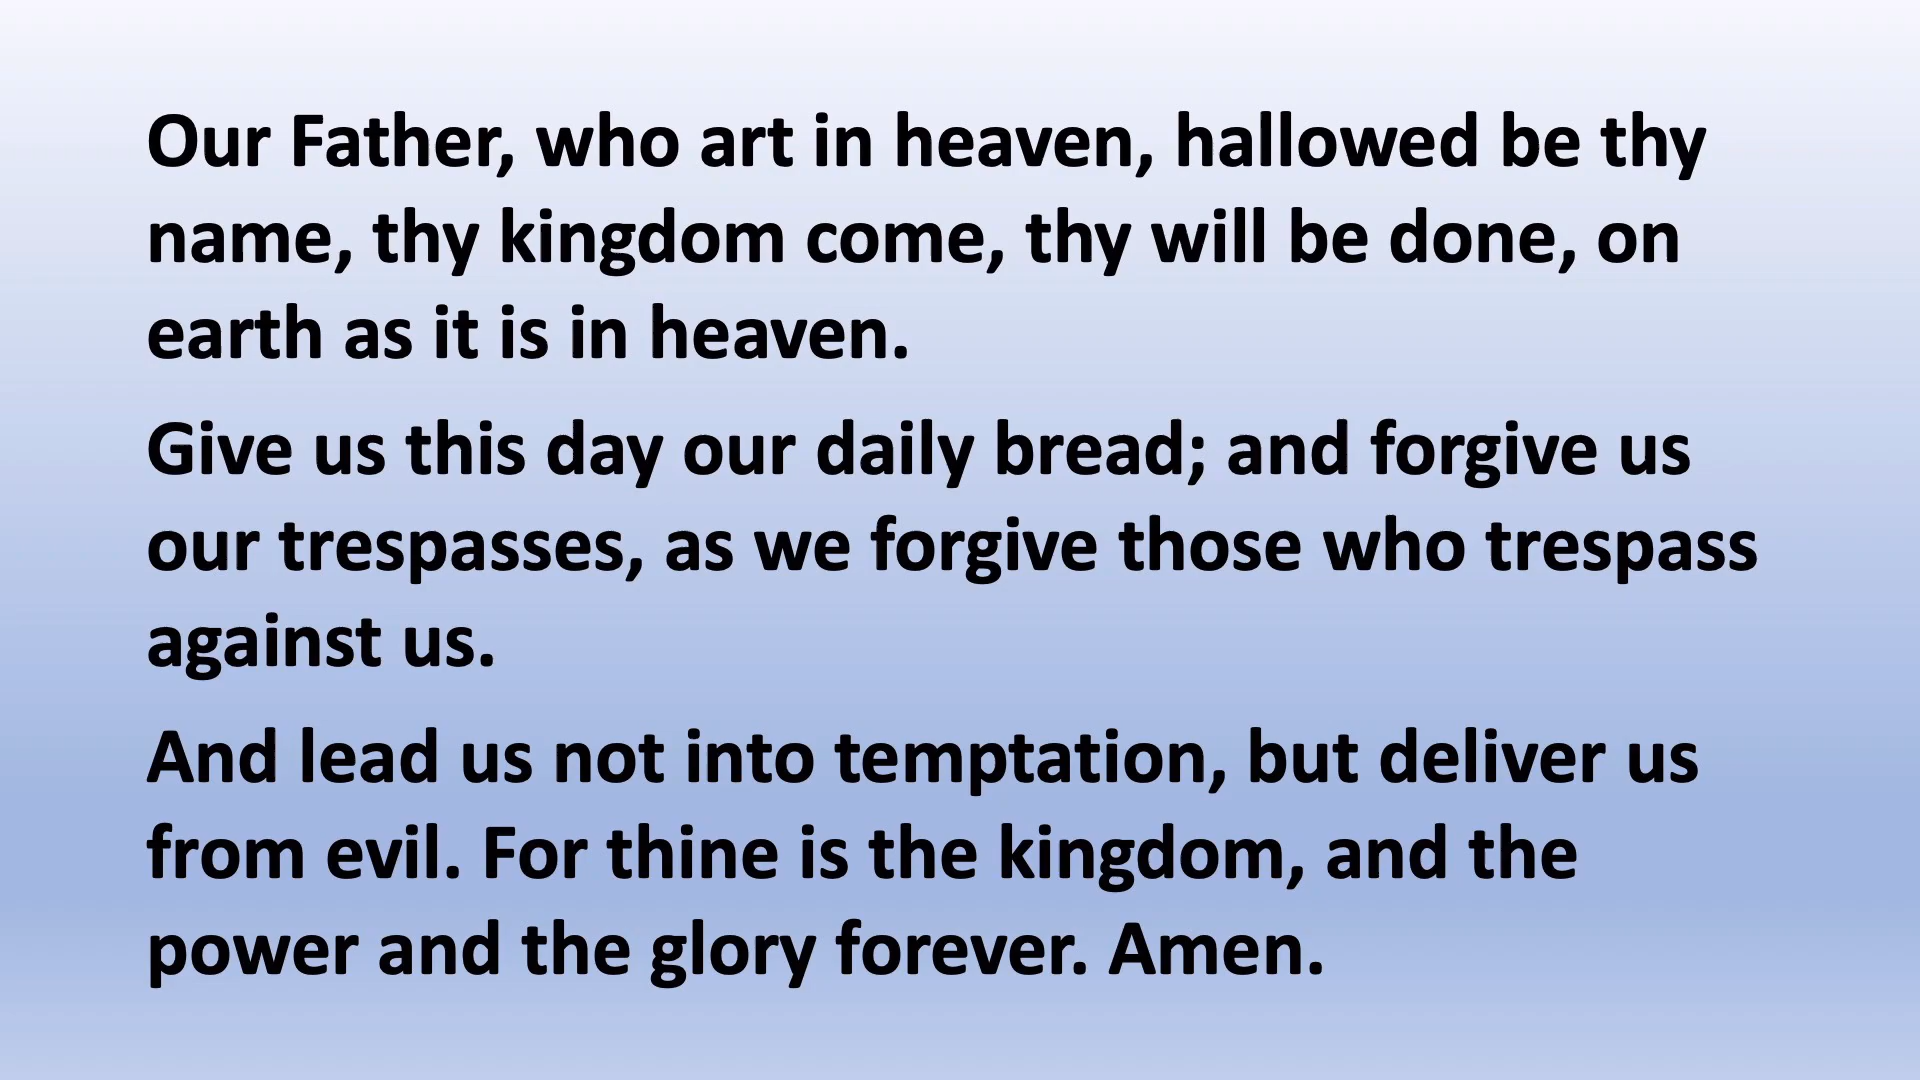 Our Father, who art in heaven, hallowed be thy
name, thy kingdom come, thy will be done, on
earth as it is in heaven.
Give us this day our daily bread; and forgive us
our trespasses, as we forgive those who trespass
against us.
And lead us not into temptation, but deliver us
from evil. For thine is the kingdom, and the
power and the glory forever. Amen.